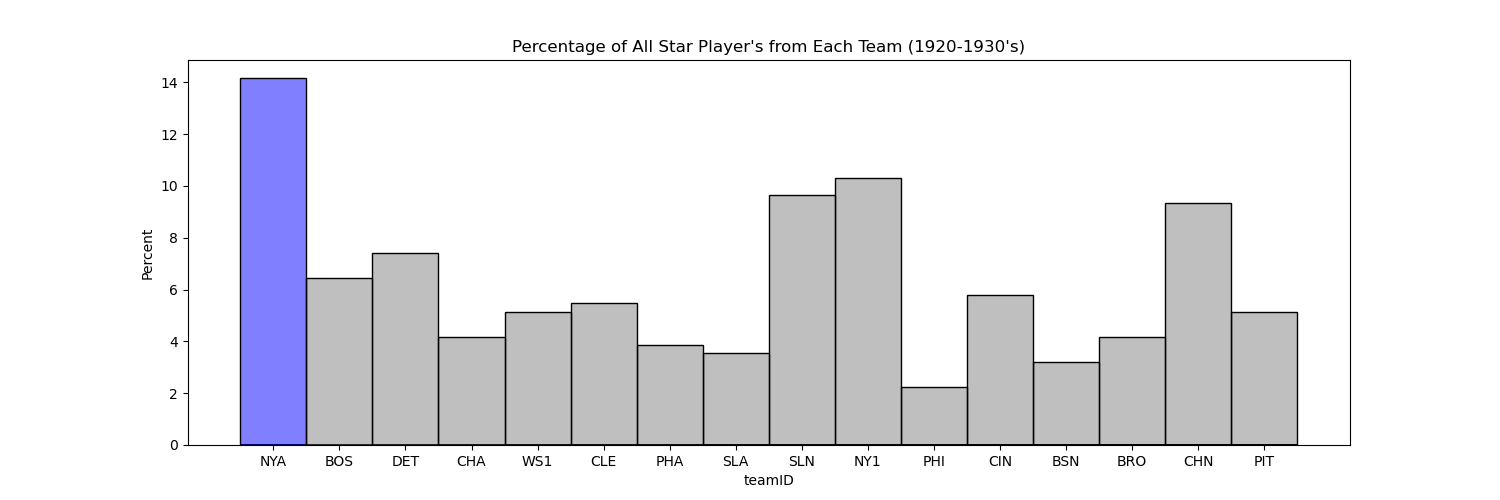 Percentage of All Star Player's from Each Team (1920-1930's)
Percent
14
12
10
8
6
4
2
0
NYA BOS DET CHA WS1 CLE PHA SLA SLN NY1 PHI CIN BSN BRO CHN PIT
teamID